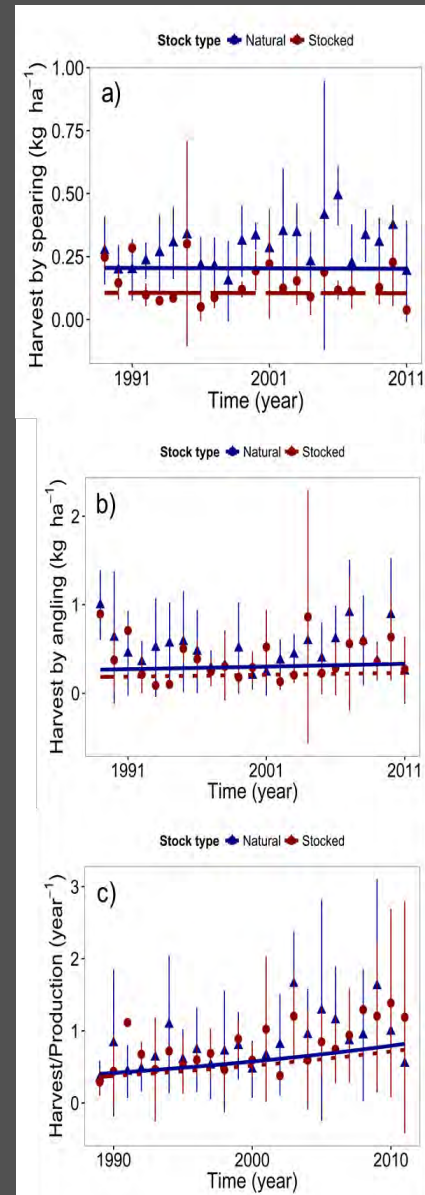 Stock type Natural Stocked
a)
Harvest by spearing (kg ha⁻¹)
1.00
0.75
0.50
0.25
0.00
1991
2001
2011
Time (year)
Stock type Natural Stocked
b)
Harvest by angling (kg ha⁻¹)
2
1
0
1991
2001
2011
Time (year)
Stock type Natural Stocked
c)
Harvest/Production (year⁻¹)
3
2
1
0
1990
2000
2010
Time (year)